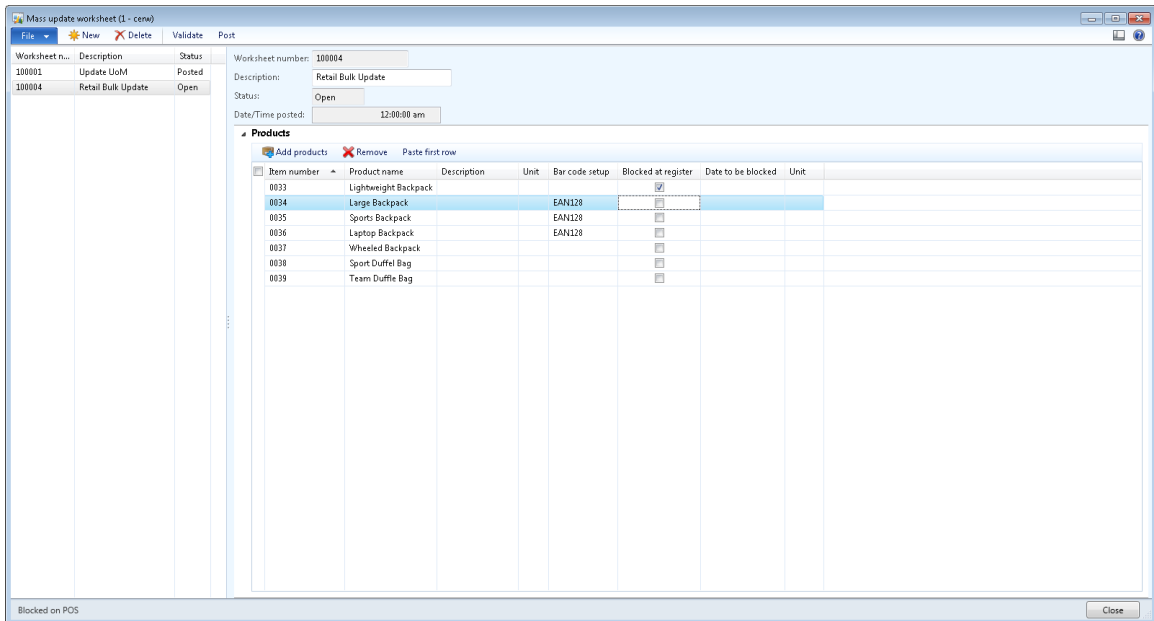 Mass update worksheet (1 - cerw)
File New Delete Validate Post
Worksheet n... Description Status
100001 Update UoM Posted
100004 Retail Bulk Update Open
Worksheet number: 100004
Description: Retail Bulk Update
Status: Open
Date/Time posted: 12:00:00 am
Products
Add products Remove Paste first row
Item number Product name Description Unit Bar code setup Blocked at register Date to be blocked Unit
0033 Lightweight Backpack
0034 Large Backpack EAN128
0035 Sports Backpack EAN128
0036 Laptop Backpack EAN128
0037 Wheeled Backpack
0038 Sport Duffel Bag
0039 Team Duffle Bag
Blocked on POS Close